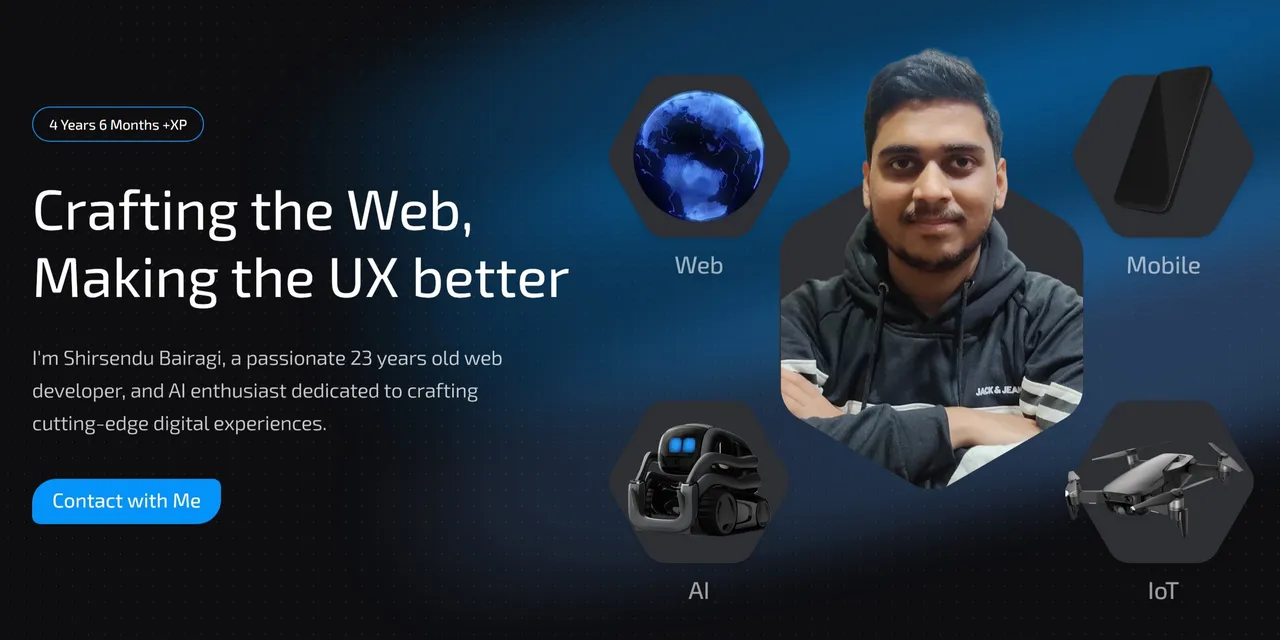 4 Years 6 Months +XP
Crafting the Web,
Making the UX better
I'm Shirsendu Bairagi, a passionate 23 years old web
developer, and AI enthusiast dedicated to crafting
cutting-edge digital experiences.
Contact with Me
Web
Mobile
JACK & JEAN
AI
IoT